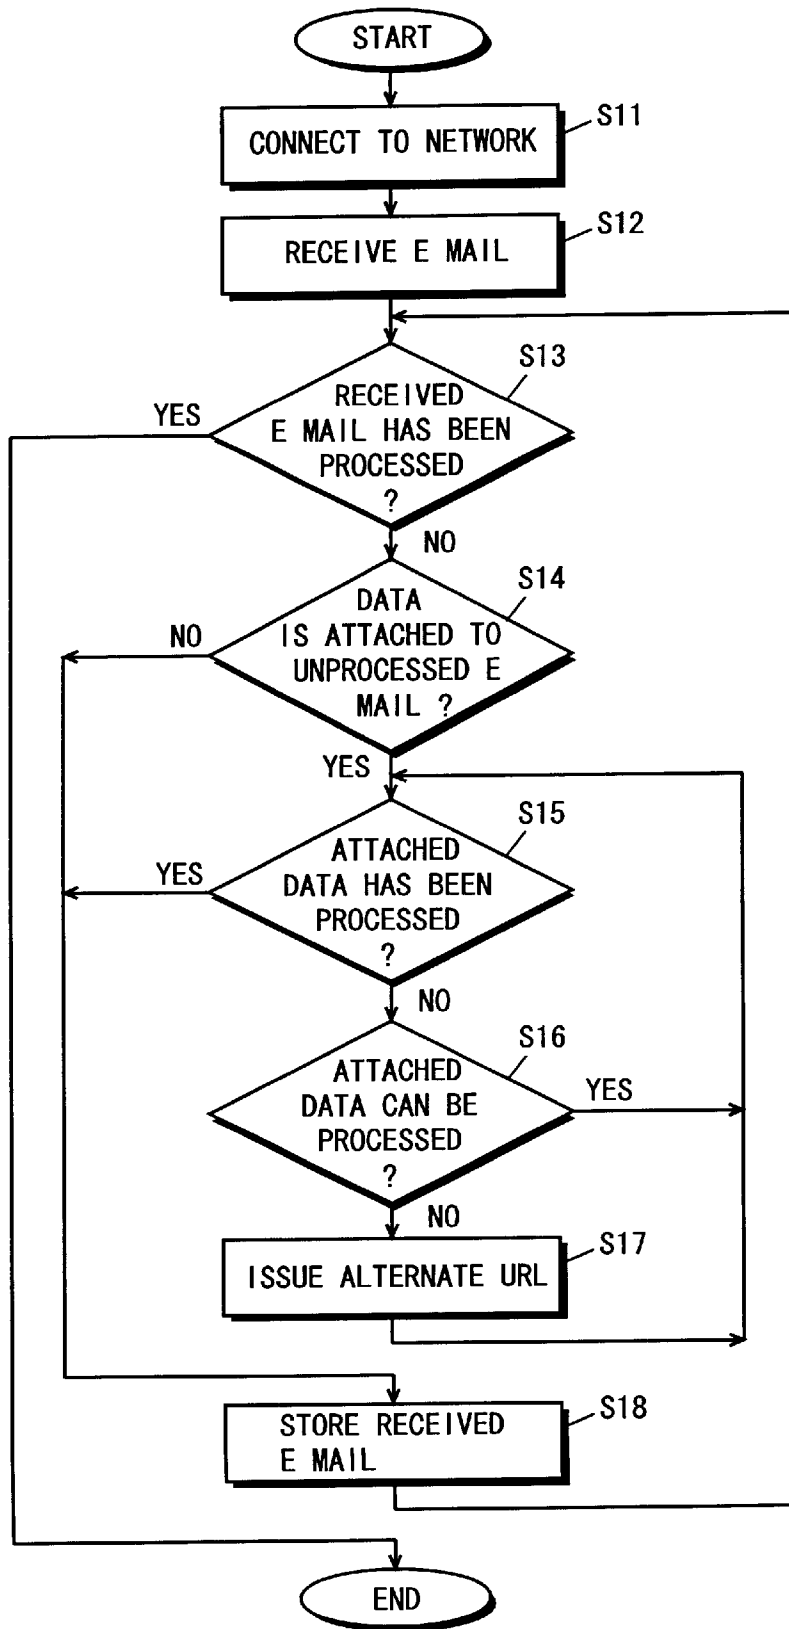 START
S11
CONNECT TO NETWORK
S12
RECEIVE E MAIL
S13
RECEIVED
E MAIL HAS BEEN
PROCESSED
?
YES
NO
S14
DATA
IS ATTACHED TO
UNPROCESSED E
MAIL ?
NO
YES
S15
ATTACHED
DATA HAS BEEN
PROCESSED
?
YES
NO
S16
ATTACHED
DATA CAN BE
PROCESSED
?
YES
NO
S17
ISSUE ALTERNATE URL
S18
STORE RECEIVED
E MAIL
END